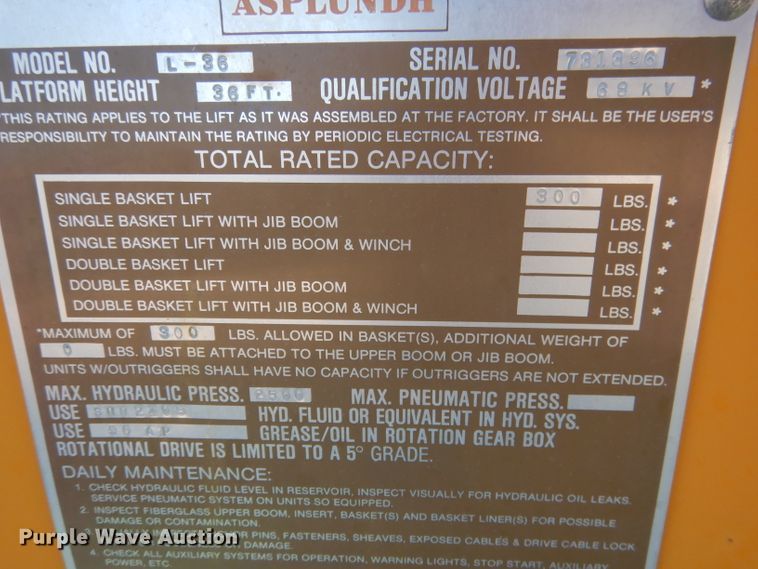 ASPLUNDH
MODEL NO. L-36 SERIAL NO. 731396
LATFORM HEIGHT 36FT. QUALIFICATION VOLTAGE 69KV *
*THIS RATING APPLIES TO THE LIFT AS IT WAS ASSEMBLED AT THE FACTORY. IT SHALL BE THE USER'S
RESPONSIBILITY TO MAINTAIN THE RATING BY PERIODIC ELECTRICAL TESTING.
TOTAL RATED CAPACITY:
SINGLE BASKET LIFT 300 LBS. *
SINGLE BASKET LIFT WITH JIB BOOM LBS. *
SINGLE BASKET LIFT WITH JIB BOOM & WINCH LBS. *
DOUBLE BASKET LIFT LBS. *
DOUBLE BASKET LIFT WITH JIB BOOM LBS. *
DOUBLE BASKET LIFT WITH JIB BOOM & WINCH LBS. *
*MAXIMUM OF 300 LBS. ALLOWED IN BASKET(S), ADDITIONAL WEIGHT OF
0 LBS. MUST BE ATTACHED TO THE UPPER BOOM OR JIB BOOM.
UNITS W/OUTRIGGERS SHALL HAVE NO CAPACITY IF OUTRIGGERS ARE NOT EXTENDED.
MAX. HYDRAULIC PRESS. 2500 MAX. PNEUMATIC PRESS.
USE HYD. FLUID OR EQUIVALENT IN HYD. SYS.
USE 96 AP GREASE/OIL IN ROTATION GEAR BOX
ROTATIONAL DRIVE IS LIMITED TO A 5° GRADE.
DAILY MAINTENANCE:
1. CHECK HYDRAULIC FLUID LEVEL IN RESERVOIR, INSPECT VISUALLY FOR HYDRAULIC OIL LEAKS.
SERVICE PNEUMATIC SYSTEM ON UNITS SO EQUIPPED.
2. INSPECT FIBERGLASS UPPER BOOM, INSERT, BASKET(S) AND BASKET LINER(S) FOR POSSIBLE
DAMAGE OR CONTAMINATION.
3. OR PINS, FASTENERS, SHEAVES, EXPOSED CABLES & DRIVE CABLE LOCK
OR DAMAGE.
4. CHECK ALL AUXILIARY SYSTEMS FOR OPERATION, WARNING LIGHTS, STOP START, AUXILIARY
POWER, ETC.
Purple Wave Auction